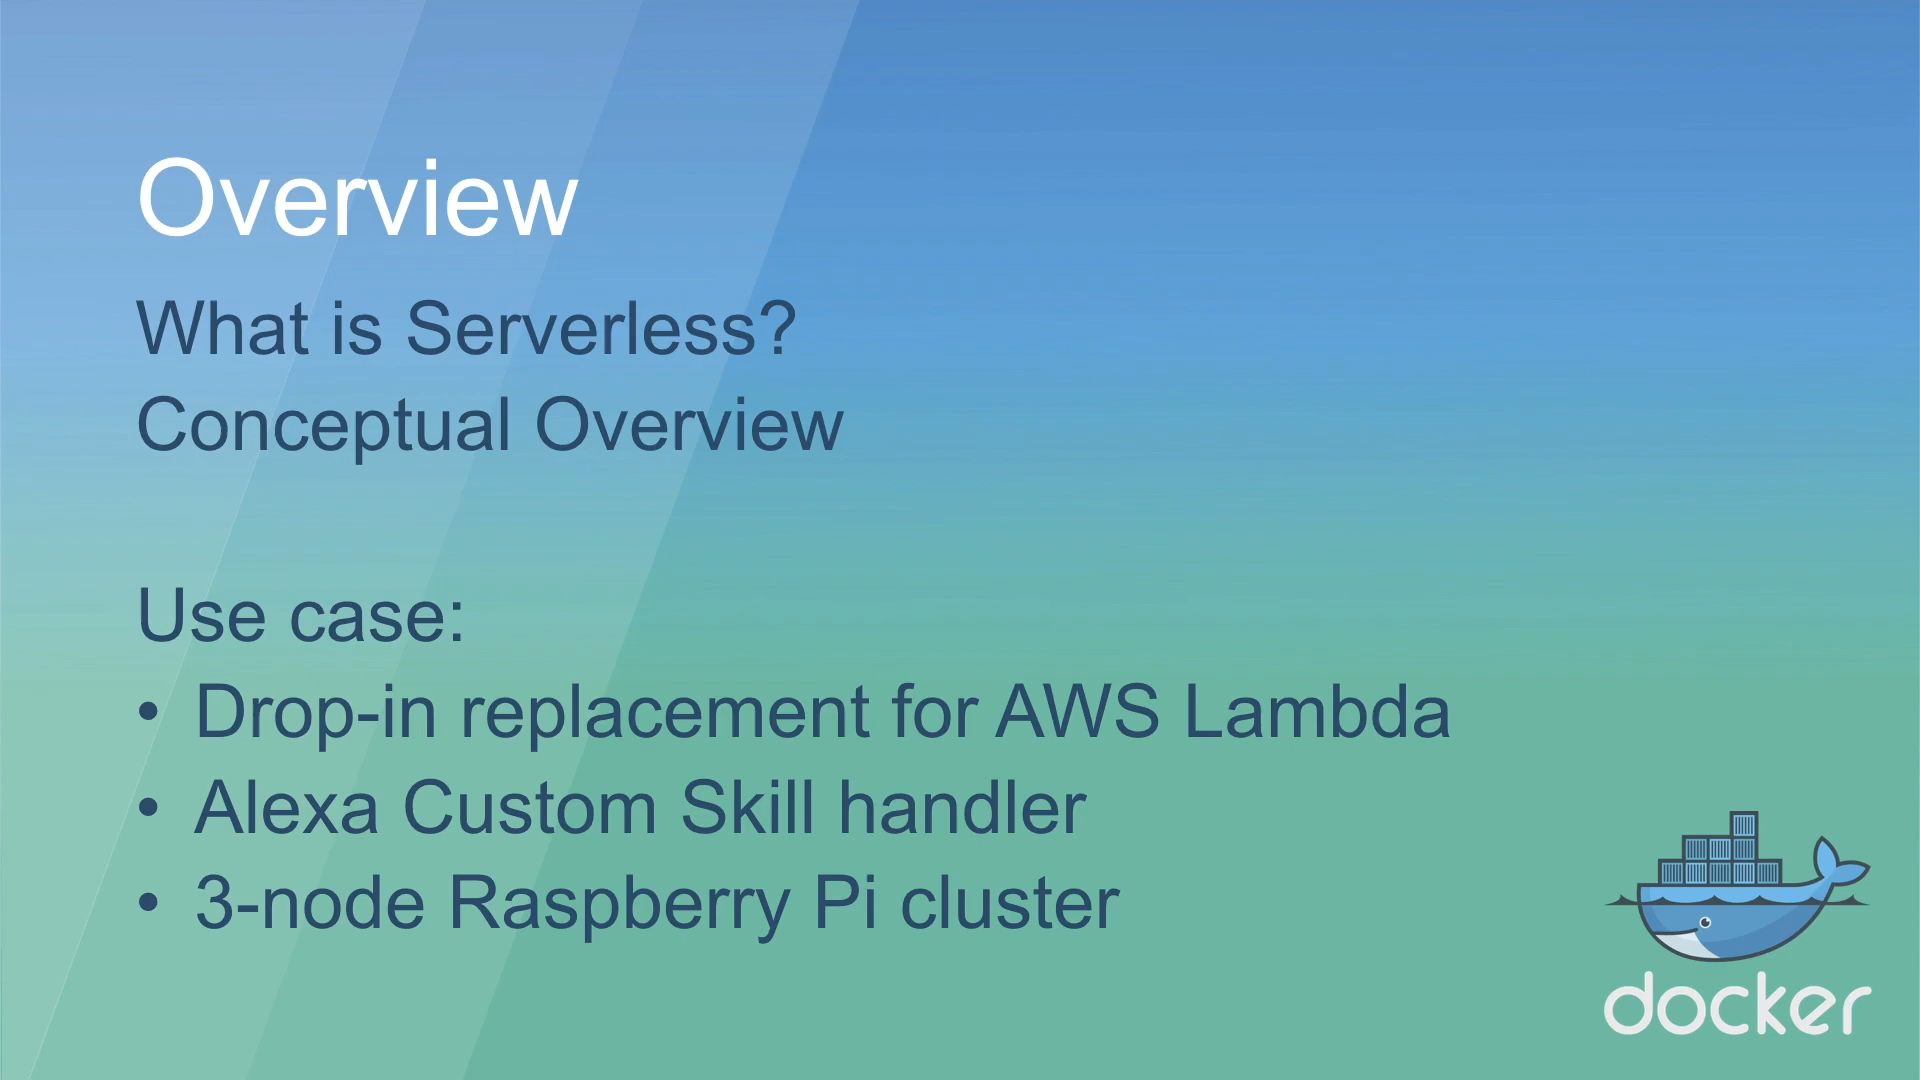 Overview
What is Serverless?
Conceptual Overview
Use case:
• Drop-in replacement for AWS Lambda
• Alexa Custom Skill handler
• 3-node Raspberry Pi cluster
docker